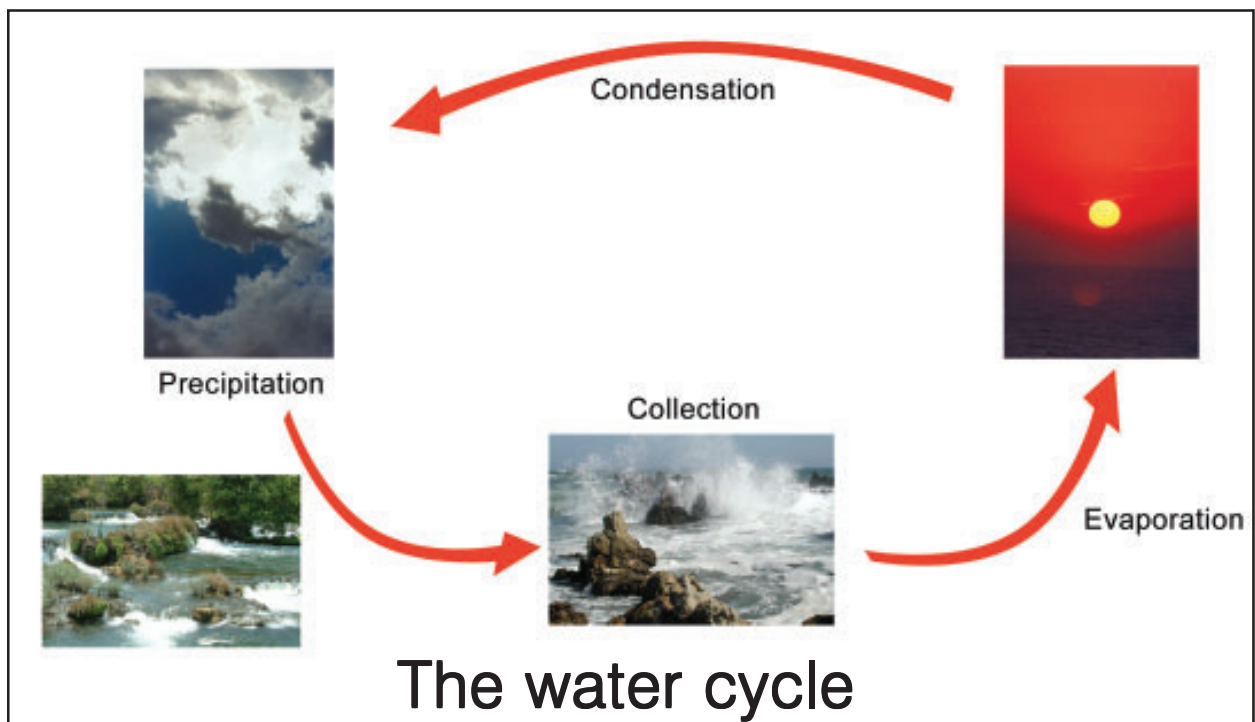 Condensation
Precipitation
Collection
Evaporation
The water cycle